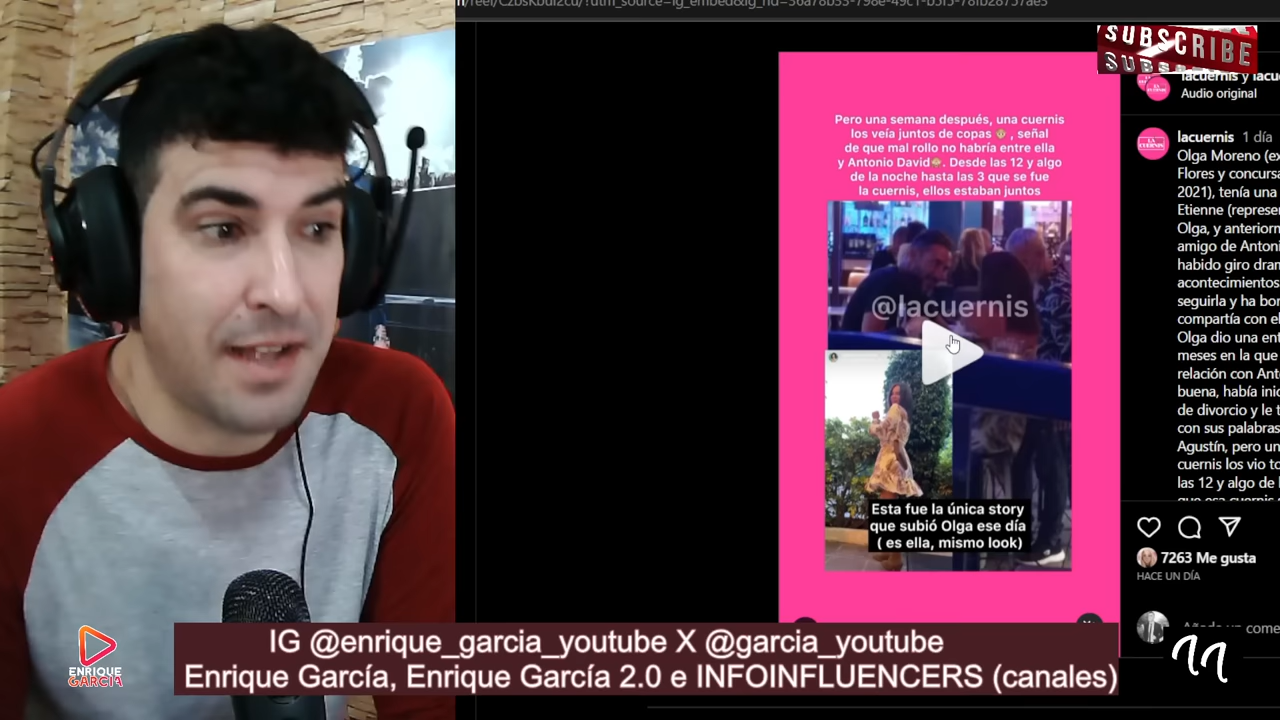 SUBSCRIBE
Audio original
Pero una semana después, una cuernis
los veía juntos de copas , señal
de que mal rollo no habría entre ella
y Antonio David . Desde las 12 y algo
de la noche hasta las 3 que se fue
la cuernis, ellos estaban juntos
@lacuernis
Esta fue la única story
que subió Olga ese día
( es ella, mismo look)
lacuernis 1 día
Olga Moreno (ex
Flores y concursa
2021), tenía una
Etienne (represen
Olga, y anteriorm
amigo de Antoni
habido giro dram
acontecimientos
seguirla y ha bor
compartía con el
Olga dio una ent
meses en la que
relación con Anto
buena, había inic
de divorcio y le t
con sus palabras
Agustín, pero un
cuernis los vio to
las 12 y algo de l
7263 Me gusta
HACE UN DÍA
ENRIQUE
GARCÍA
IG @enrique_garcia_youtube X @garcia_youtube
Enrique García, Enrique García 2.0 e INFOINFLUENCERS (canales)